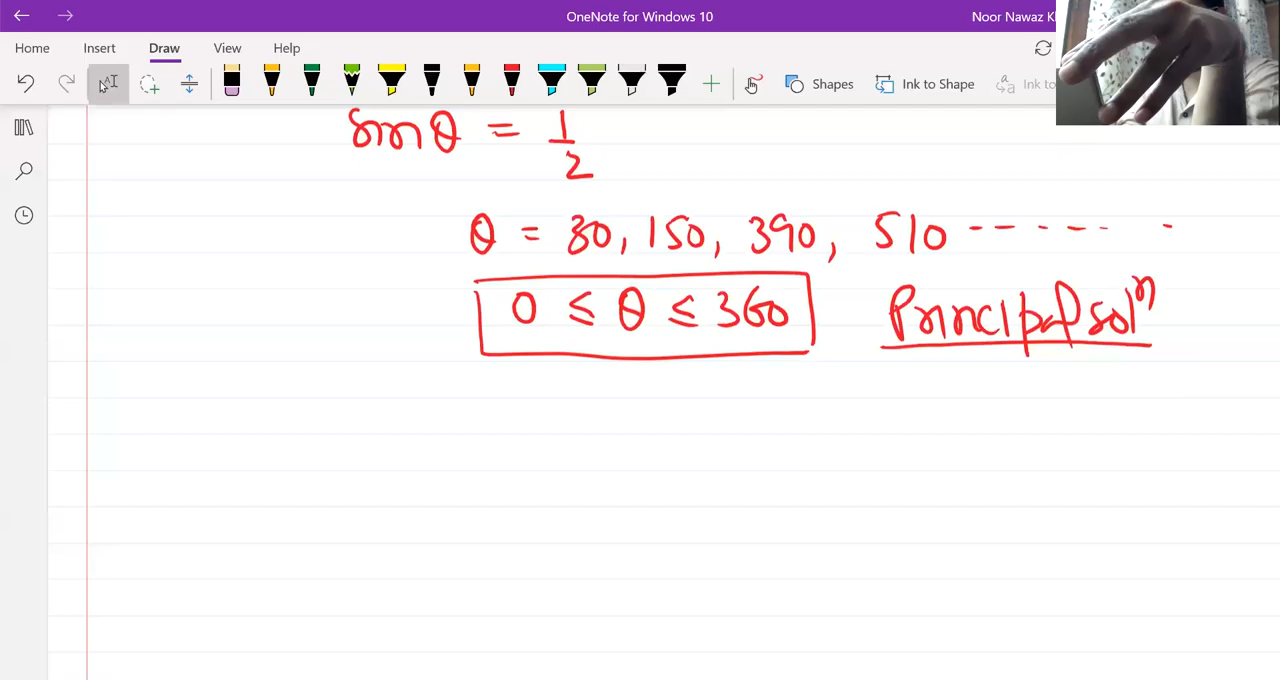 OneNote for Windows 10
Noor Nawaz Kh
Home Insert Draw View Help
Shapes Ink to Shape Ink to
sinθ = 1/2
θ = 30, 150, 390, 510 ------ -
0 ≤ θ ≤ 360 Principal solⁿ